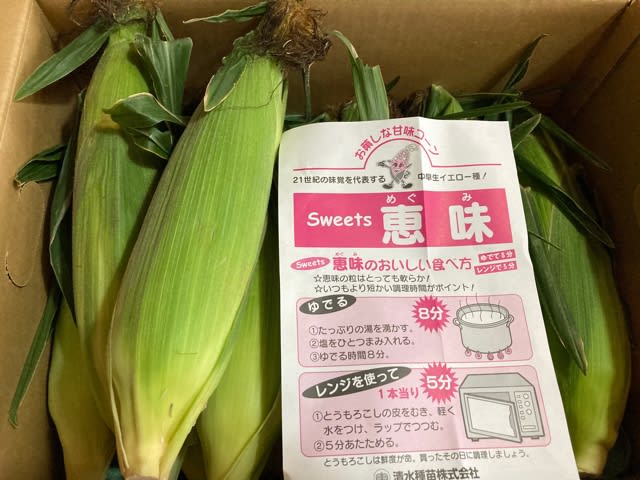 お楽しな甘味コーン
21世紀の味覚を代表する 中早生イエロー種!
Sweets 恵味
めぐみ
Sweets 恵味のおいしい食べ方
めぐみ
ゆでる8分
レンジで5分
☆恵味の粒はとっても軟らか!
☆いつもより短かい調理時間がポイント!
ゆでる 8分
①たっぷりの湯を沸かす。
②塩をひとつまみ入れる。
③ゆでる時間8分。
レンジを使って 1本当り 5分
①とうもろこしの皮をむき、軽く
水をつけ、ラップでつつむ。
②5分あたためる。
とうもろこしは鮮度が命。買ったその日に調理しましょう。
清水種苗株式会社